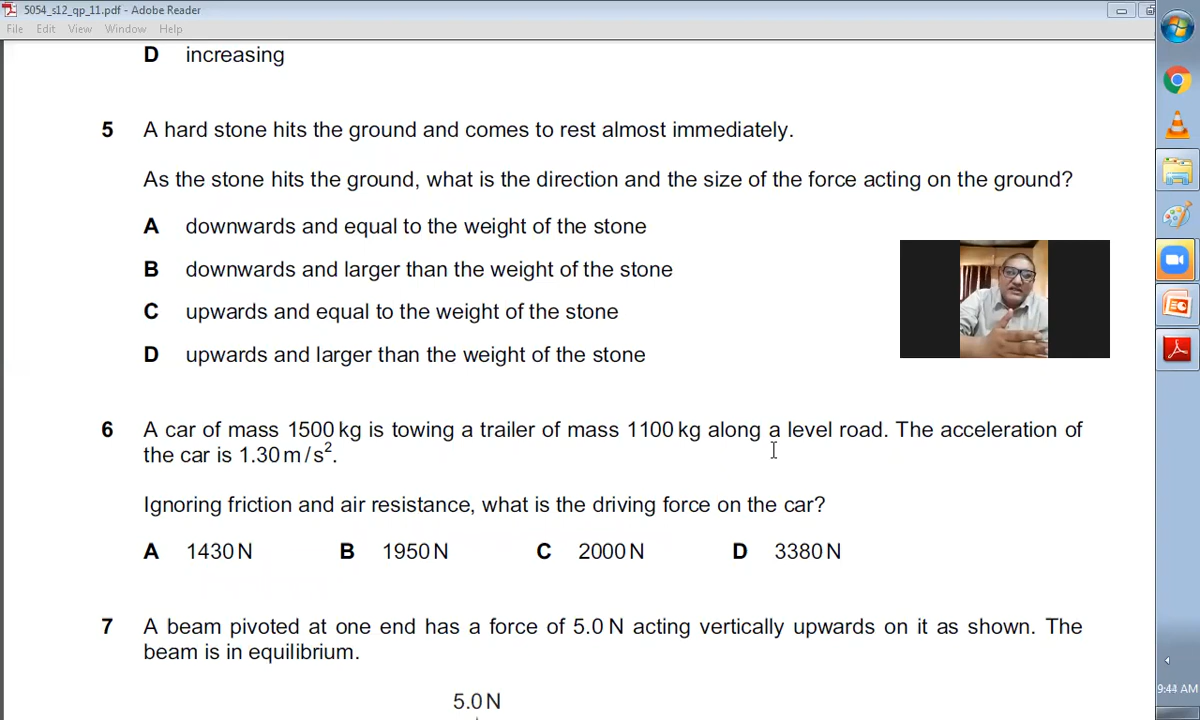 5054_s12_qp_11.pdf - Adobe Reader
File Edit View Window Help
D increasing
5 A hard stone hits the ground and comes to rest almost immediately.
As the stone hits the ground, what is the direction and the size of the force acting on the ground?
A downwards and equal to the weight of the stone
B downwards and larger than the weight of the stone
C upwards and equal to the weight of the stone
D upwards and larger than the weight of the stone
6 A car of mass 1500 kg is towing a trailer of mass 1100 kg along a level road. The acceleration of
the car is 1.30 m / s².
Ignoring friction and air resistance, what is the driving force on the car?
A 1430 N B 1950 N C 2000 N D 3380 N
7 A beam pivoted at one end has a force of 5.0 N acting vertically upwards on it as shown. The
beam is in equilibrium.
5.0 N
9:44 AM